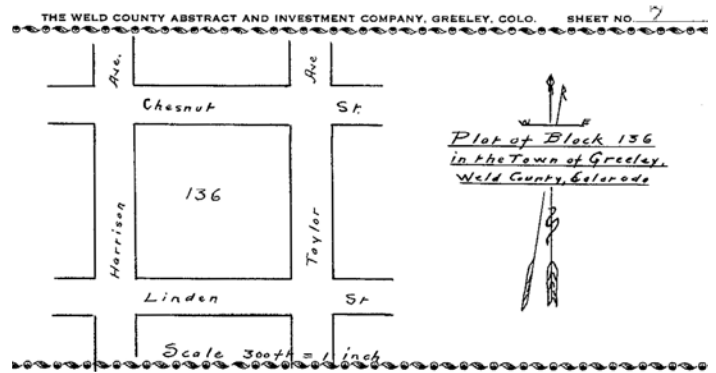 THE WELD COUNTY ABSTRACT AND INVESTMENT COMPANY, GREELEY, COLO. SHEET NO. 7
Ave. Ave
Chesnut St.
W E
Plot of Block 136
in the Town of Greeley,
Weld County, Colorado
136
Harrison Taylor
Linden St
Scale 300ft = 1 inch